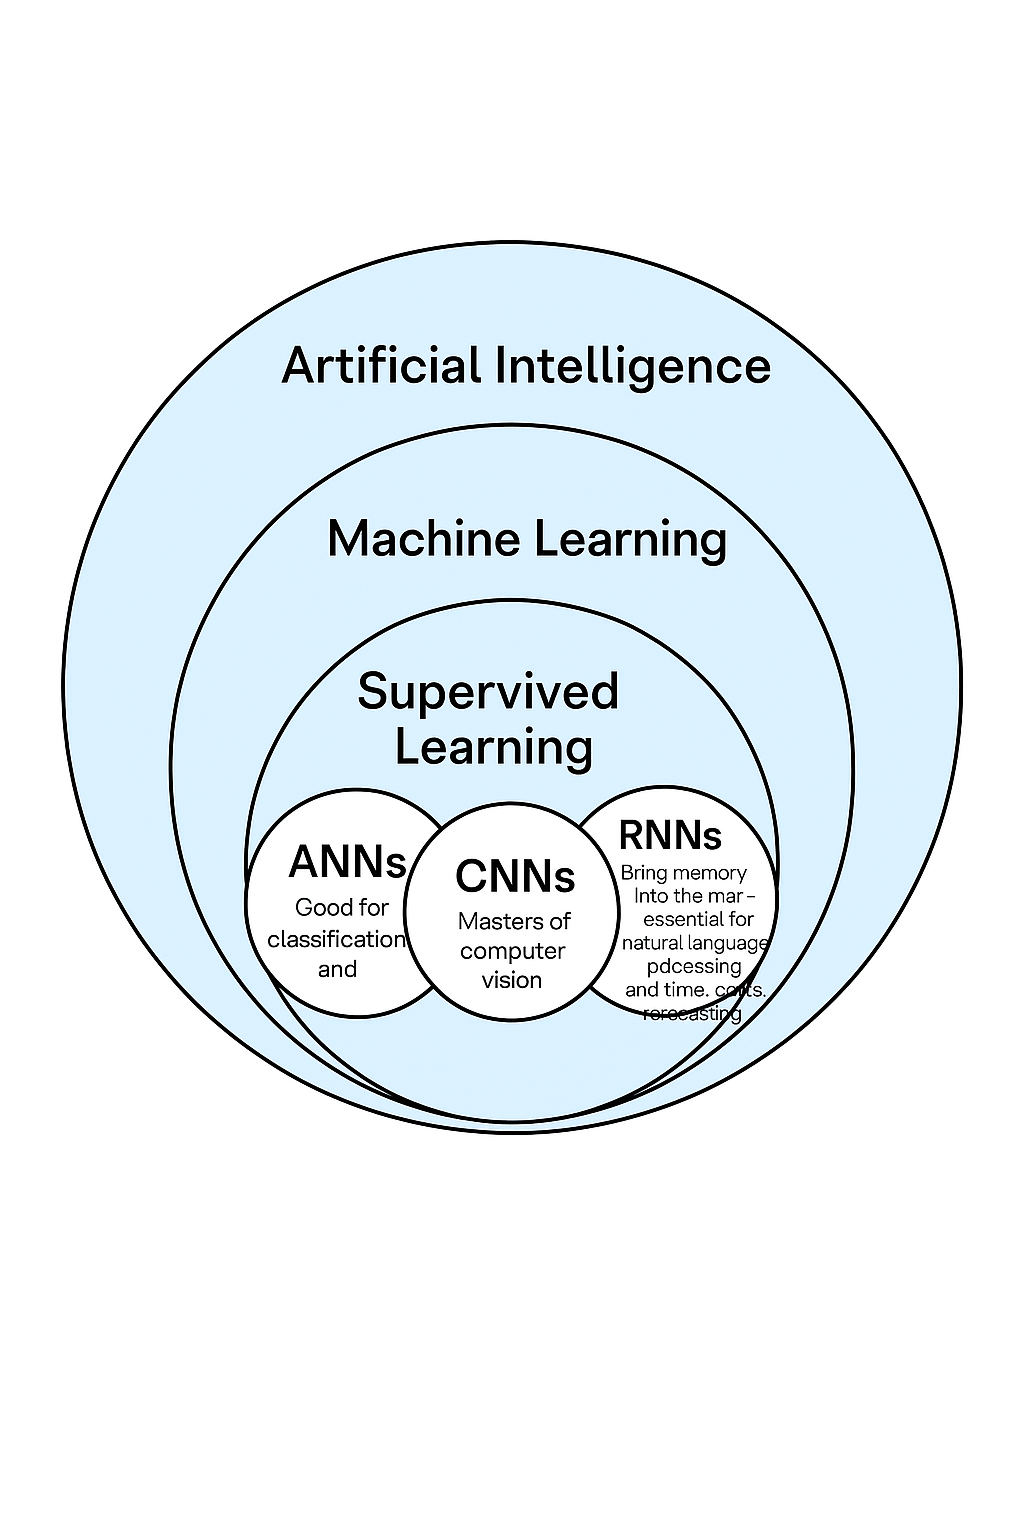 Artificial Intelligence
Machine Learning
Supervived
Learning
ANNs
Good for
classification
and
CNNs
Masters of
computer
vision
RNNs
Bring memory
Into the mar–
essential for
natural language
pdcessing
and time.
rorecasting